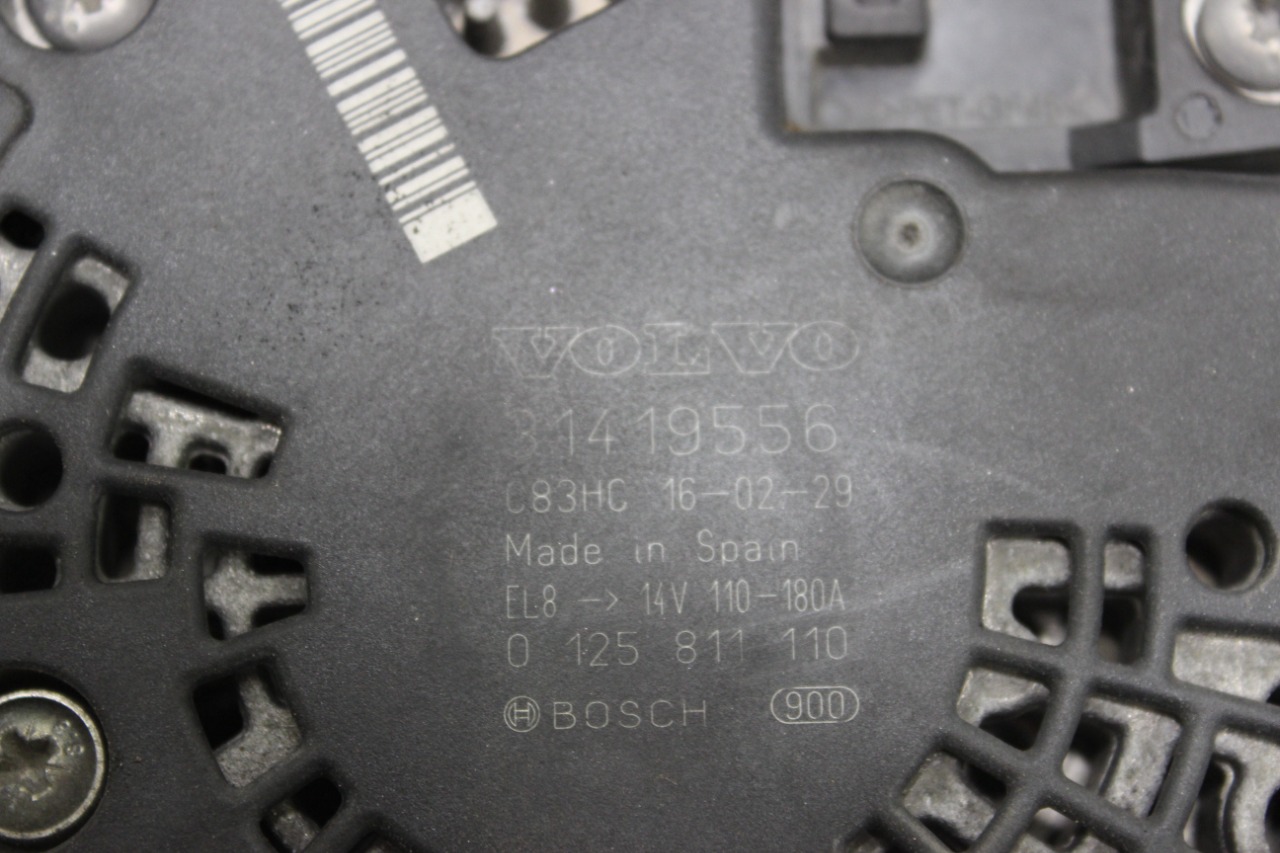 VOLVO
31419556
C83HC 16-02-29
Made in Spain
EL8 -> 14V 110-180A
0 125 811 110
BOSCH 900